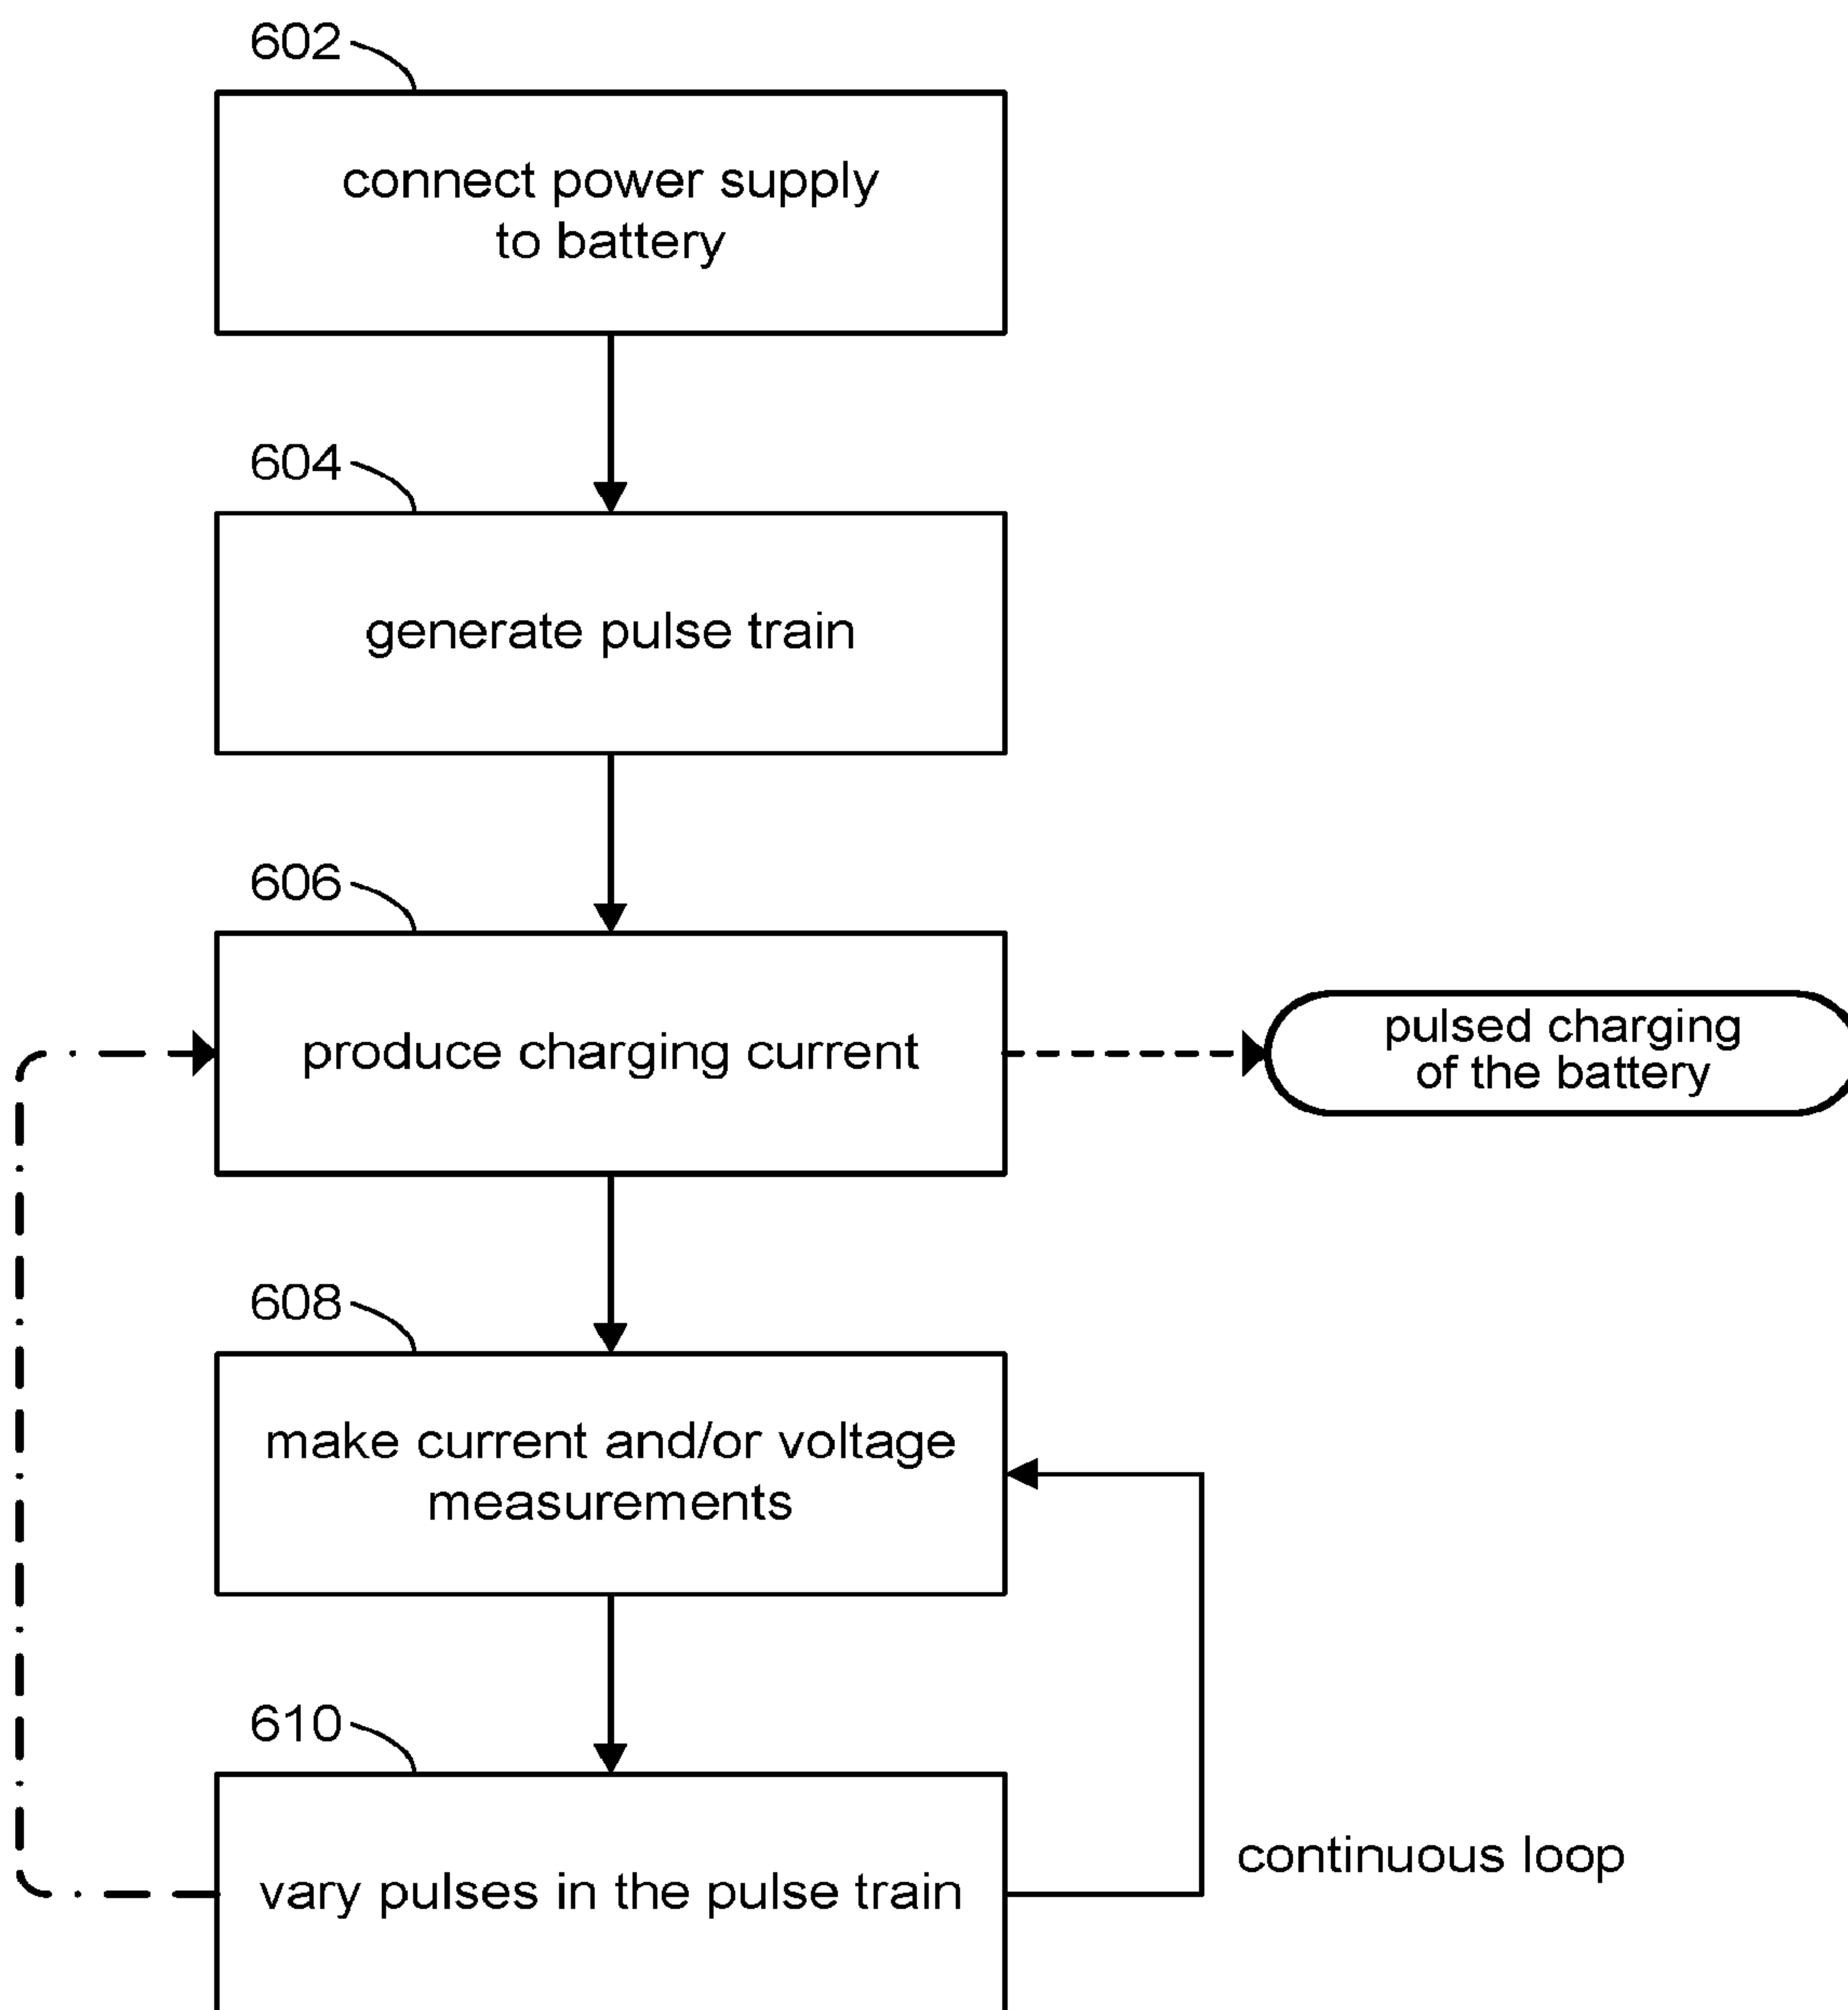 602
connect power supply
to battery
604
generate pulse train
606
produce charging current
pulsed charging
of the battery
608
make current and/or voltage
measurements
610
vary pulses in the pulse train
continuous loop